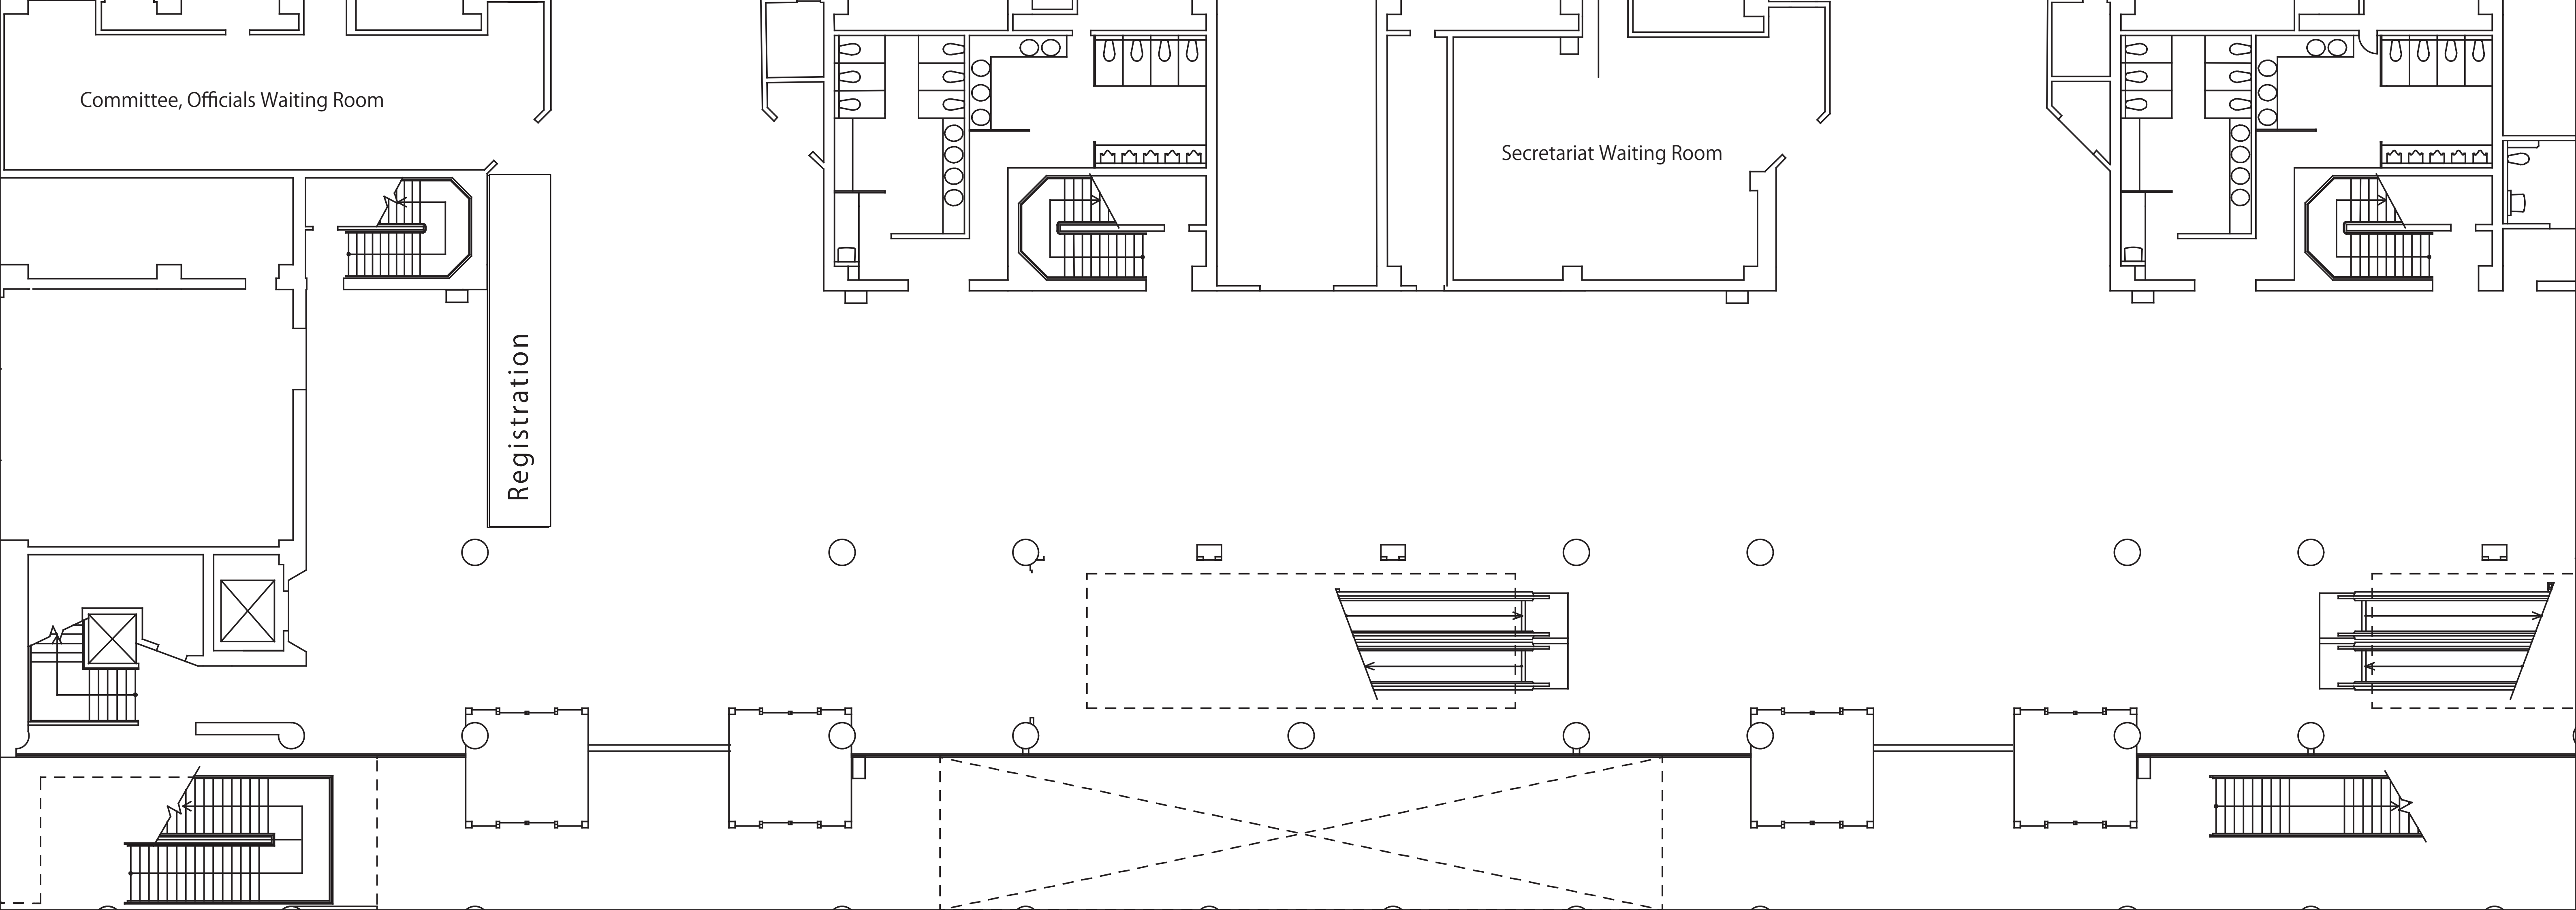 Committee, Officials Waiting Room
Secretariat Waiting Room
Registration